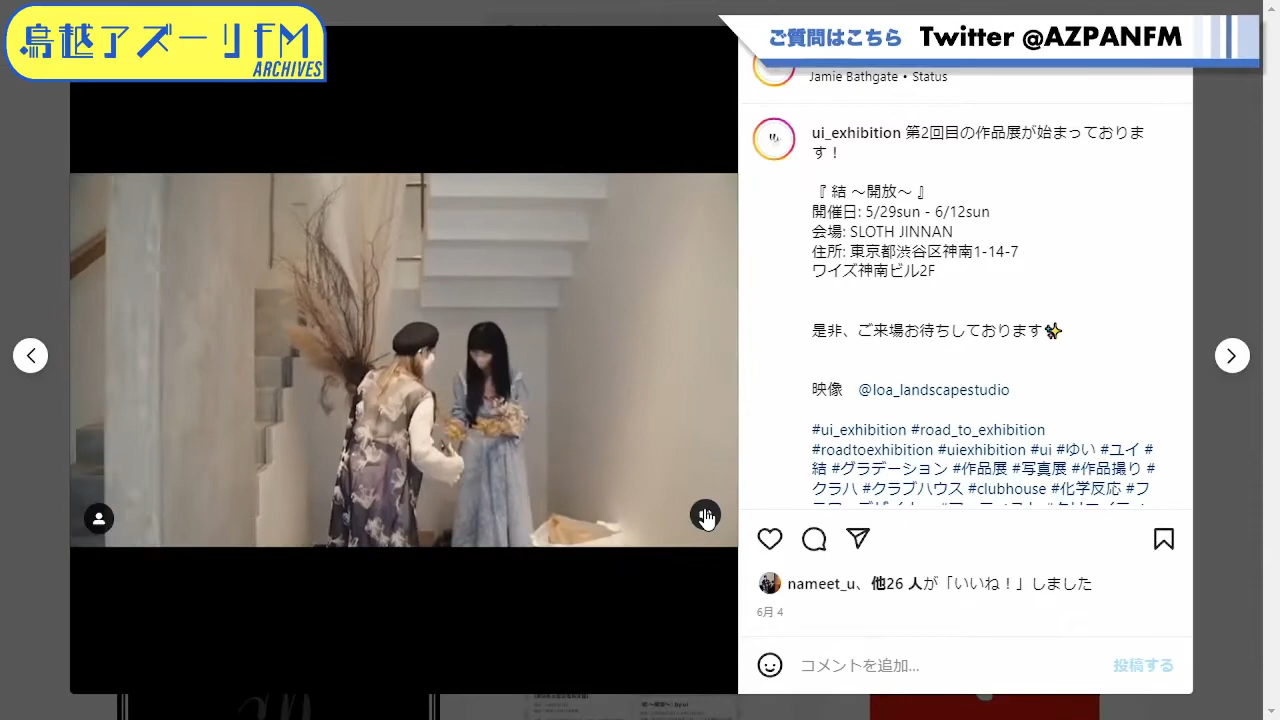 鳥越アズーリFM
ARCHIVES
ご質問はこちら Twitter @AZPANFM
Jamie Bathgate • Status
ui_exhibition 第2回目の作品展が始まっておりま
す！
『 結 〜開放〜 』
開催日: 5/29sun - 6/12sun
会場: SLOTH JINNAN
住所: 東京都渋谷区神南1-14-7
ワイズ神南ビル2F
是非、ご来場お待ちしております✨
映像　@loa_landscapestudio
#ui_exhibition #road_to_exhibition
#roadtoexhibition #uiexhibition #ui #ゆい #ユイ #
結 #グラデーション #作品展 #写真展 #作品撮り #
クラハ #クラブハウス #clubhouse #化学反応 #フ
nameet_u、他26 人が「いいね！」しました
6月 4
コメントを追加...
投稿する